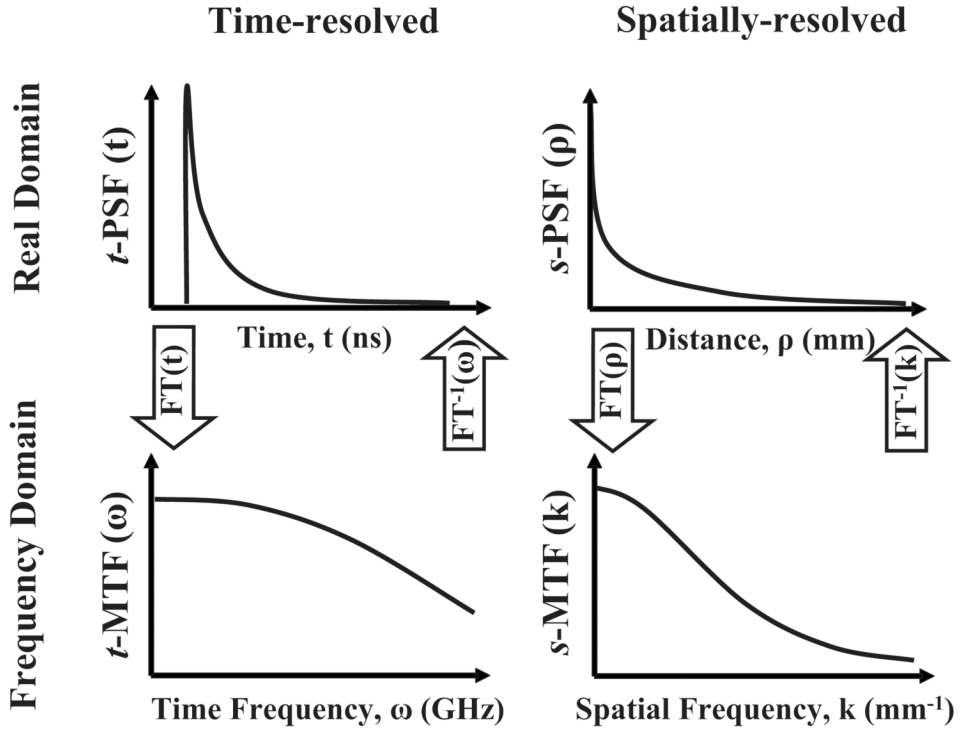 Time-resolved
Spatially-resolved
Real Domain
t-PSF (t)
Time, t (ns)
s-PSF (ρ)
Distance, ρ (mm)
FT(t)
FT-1(ω)
FT(ρ)
FT-1(k)
Frequency Domain
t-MTF (ω)
Time Frequency, ω (GHz)
s-MTF (k)
Spatial Frequency, k (mm-1)